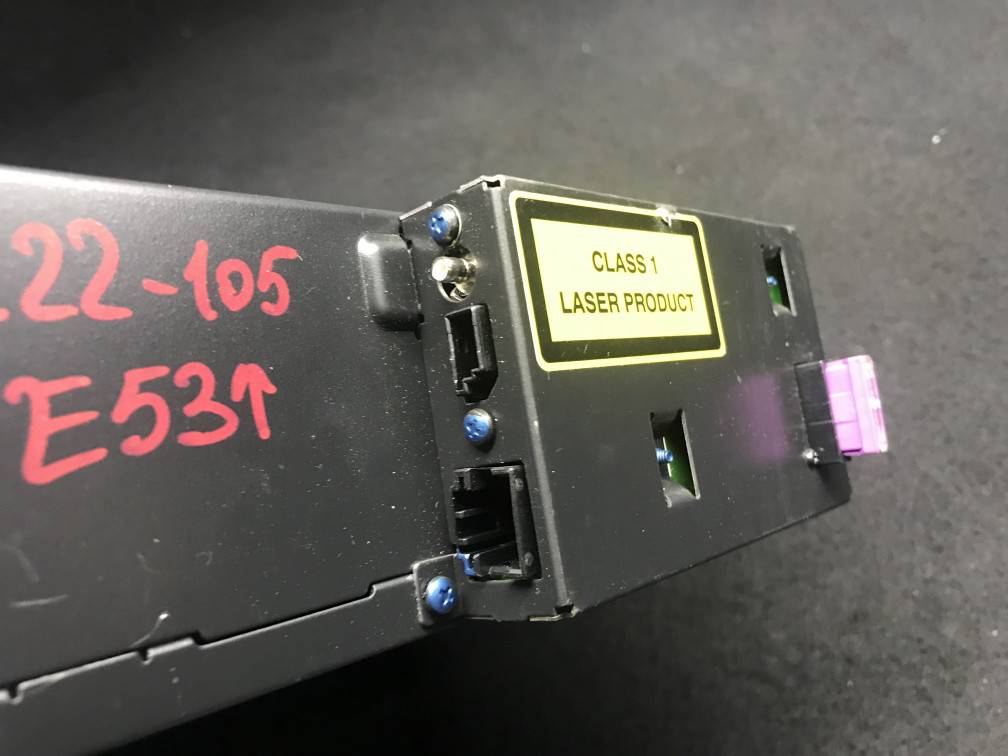 22-105
E53↑
CLASS 1
LASER PRODUCT